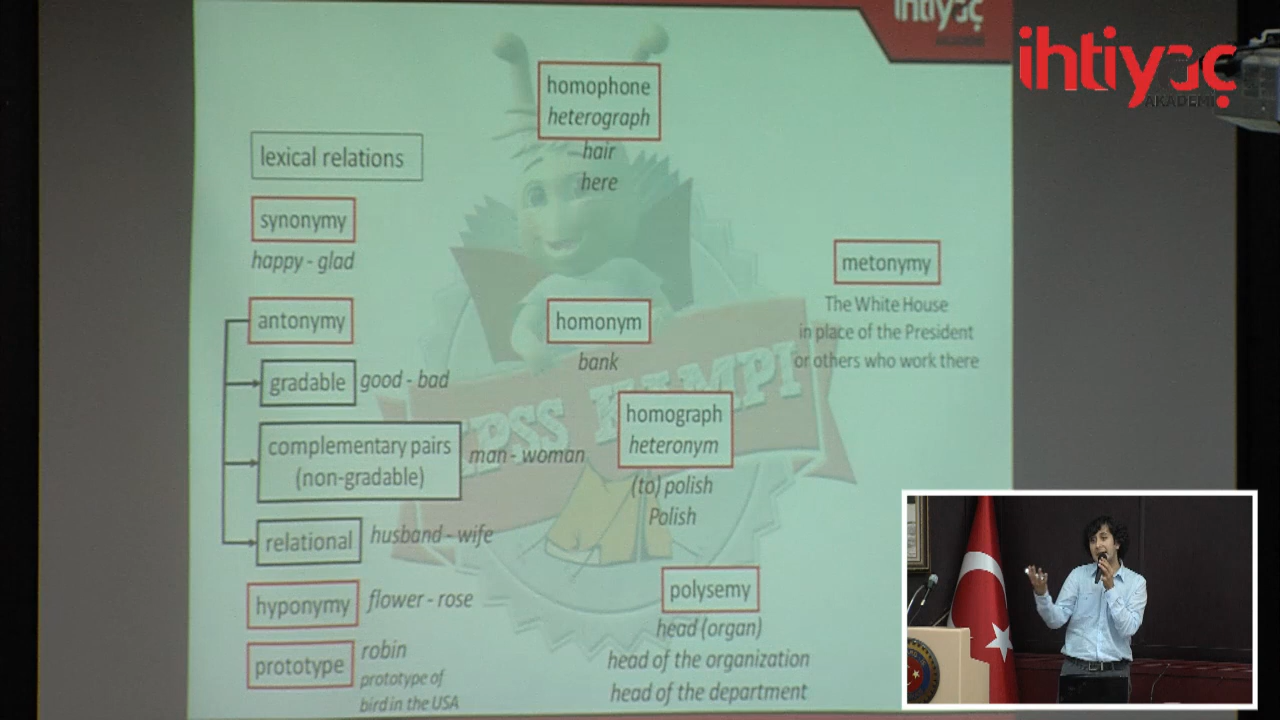 ihtiyaç
AKADEMİ
ihtiyaç
AKADEMİ
homophone
heterograph
hair
here
lexical relations
synonymy
happy - glad
antonymy
gradable
good - bad
complementary pairs
(non-gradable)
man - woman
relational
husband - wife
hyponymy
flower - rose
prototype
robin
prototype of
bird in the USA
homonym
bank
homograph
heteronym
(to) polish
Polish
polysemy
head (organ)
head of the organization
head of the department
metonymy
The White House
in place of the President
or others who work there
KPSS KAMPI